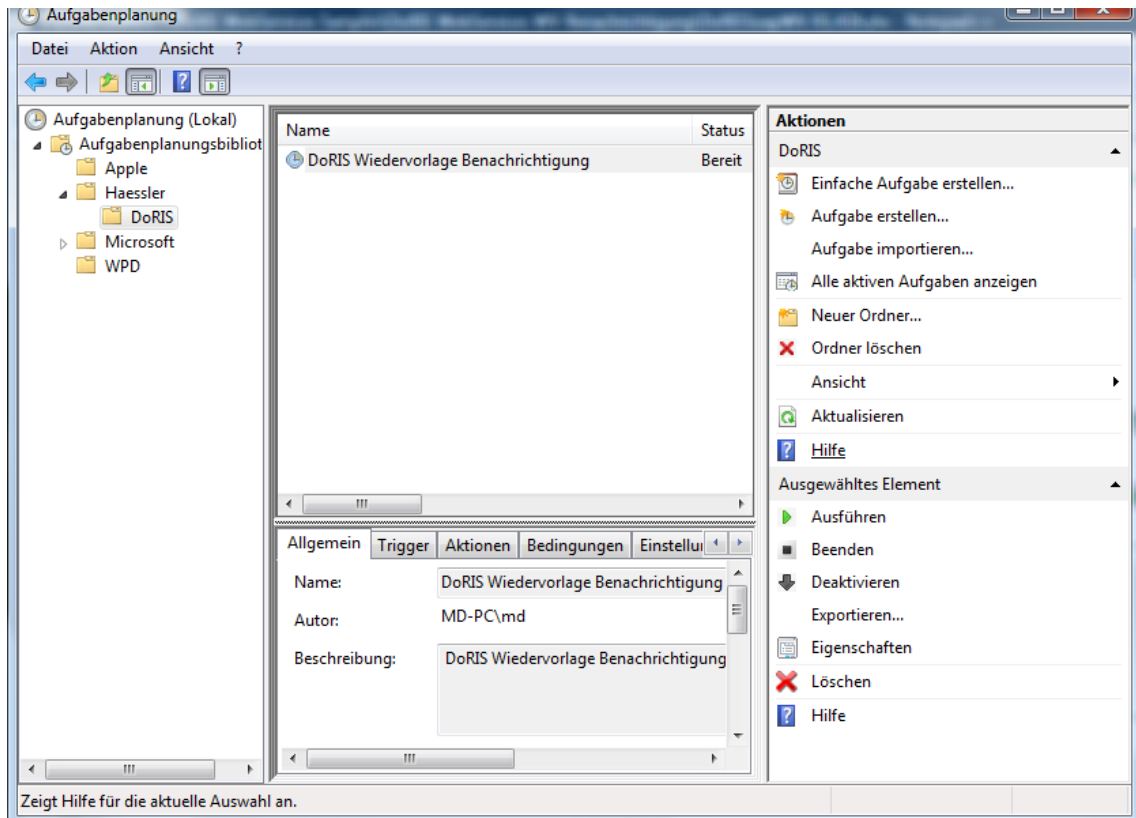 Aufgabenplanung
Datei Aktion Ansicht ?
Aufgabenplanung (Lokal)
Aufgabenplanungsbibliot
Apple
Haessler
DoRIS
Microsoft
WPD
Name Status
DoRIS Wiedervorlage Benachrichtigung Bereit
Allgemein Trigger Aktionen Bedingungen Einstellu
Name: DoRIS Wiedervorlage Benachrichtigung
Autor: MD-PC\md
Beschreibung: DoRIS Wiedervorlage Benachrichtigung
Aktionen
DoRIS
Einfache Aufgabe erstellen...
Aufgabe erstellen...
Aufgabe importieren...
Alle aktiven Aufgaben anzeigen
Neuer Ordner...
Ordner löschen
Ansicht
Aktualisieren
Hilfe
Ausgewähltes Element
Ausführen
Beenden
Deaktivieren
Exportieren...
Eigenschaften
Löschen
Hilfe
Zeigt Hilfe für die aktuelle Auswahl an.